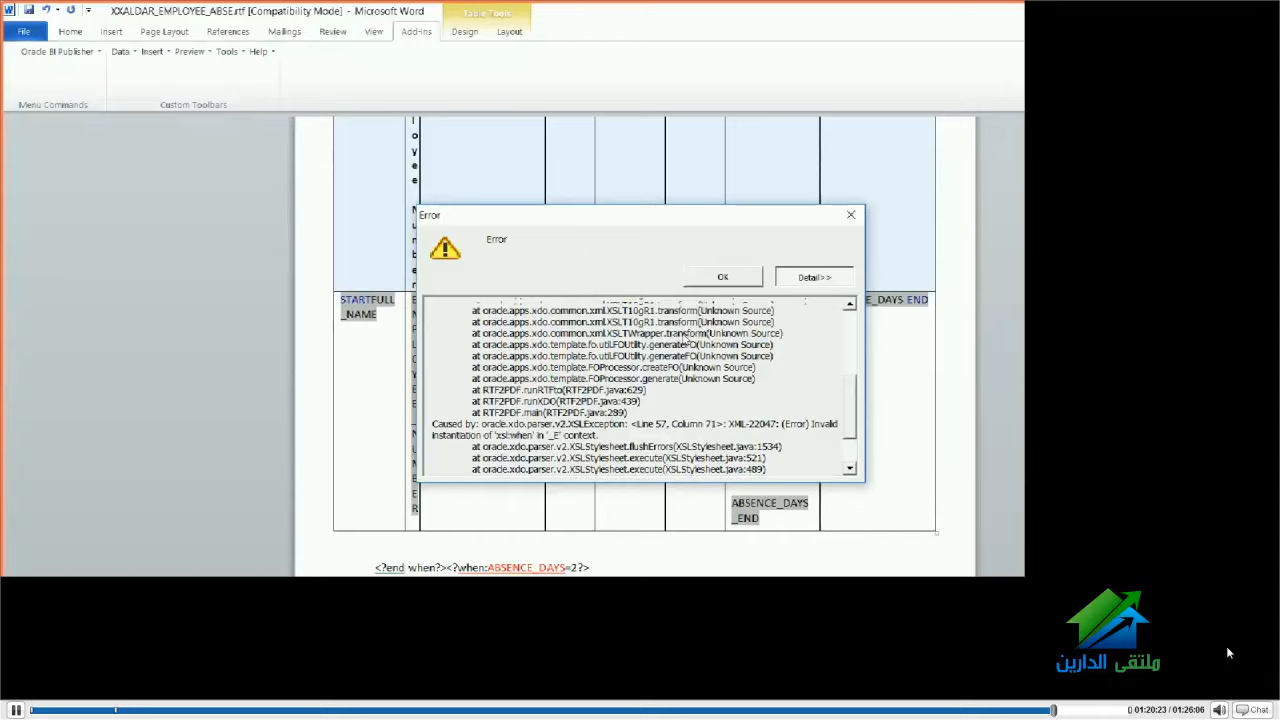 XXALDAR_EMPLOYEE_ABSE.rtf [Compatibility Mode] - Microsoft Word
Table Tools
File Home Insert Page Layout References Mailings Review View Add-Ins Design Layout
Oracle BI Publisher Data Insert Preview Tools Help
Menu Commands Custom Toolbars
l
o
y
e
e
N
u
m
b
e
r
Error
Error
OK Detail>>
at oracle.apps.xdo.common.xml.XSLT10gR1.transform(Unknown Source)
at oracle.apps.xdo.common.xml.XSLT10gR1.transform(Unknown Source)
at oracle.apps.xdo.common.xml.XSLTWrapper.transform(Unknown Source)
at oracle.apps.xdo.template.fo.util.FOUtility.generateFO(Unknown Source)
at oracle.apps.xdo.template.fo.util.FOUtility.generateFO(Unknown Source)
at oracle.apps.xdo.template.FOProcessor.createFO(Unknown Source)
at oracle.apps.xdo.template.FOProcessor.generate(Unknown Source)
at RTF2PDF.runRTFto(RTF2PDF.java:629)
at RTF2PDF.runXDO(RTF2PDF.java:439)
at RTF2PDF.main(RTF2PDF.java:289)
Caused by: oracle.xdo.parser.v2.XSLException: <Line 57, Column 71>: XML-22047: (Error) Invalid
instantiation of 'xsl:when' in '_E' context.
at oracle.xdo.parser.v2.XSLStylesheet.flushErrors(XSLStylesheet.java:1534)
at oracle.xdo.parser.v2.XSLStylesheet.execute(XSLStylesheet.java:521)
at oracle.xdo.parser.v2.XSLStylesheet.execute(XSLStylesheet.java:489)
STARTFULL
_NAME
E_DAYS END
E
R
ABSENCE_DAYS
_END
<?end when?><?when:ABSENCE_DAYS=2?>
ملتقى الدارين
01:20:23/01:26:06 Chat